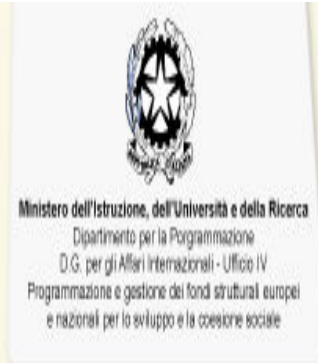 Ministero dell'Istruzione, dell'Università e della Ricerca
Dipartimento per la Porgrammazione
D.G. per gli Affari Internazionali - Ufficio IV
Programmazione e gestione dei fondi strutturali europei
e nazionali per lo sviluppo e la coesione sociale